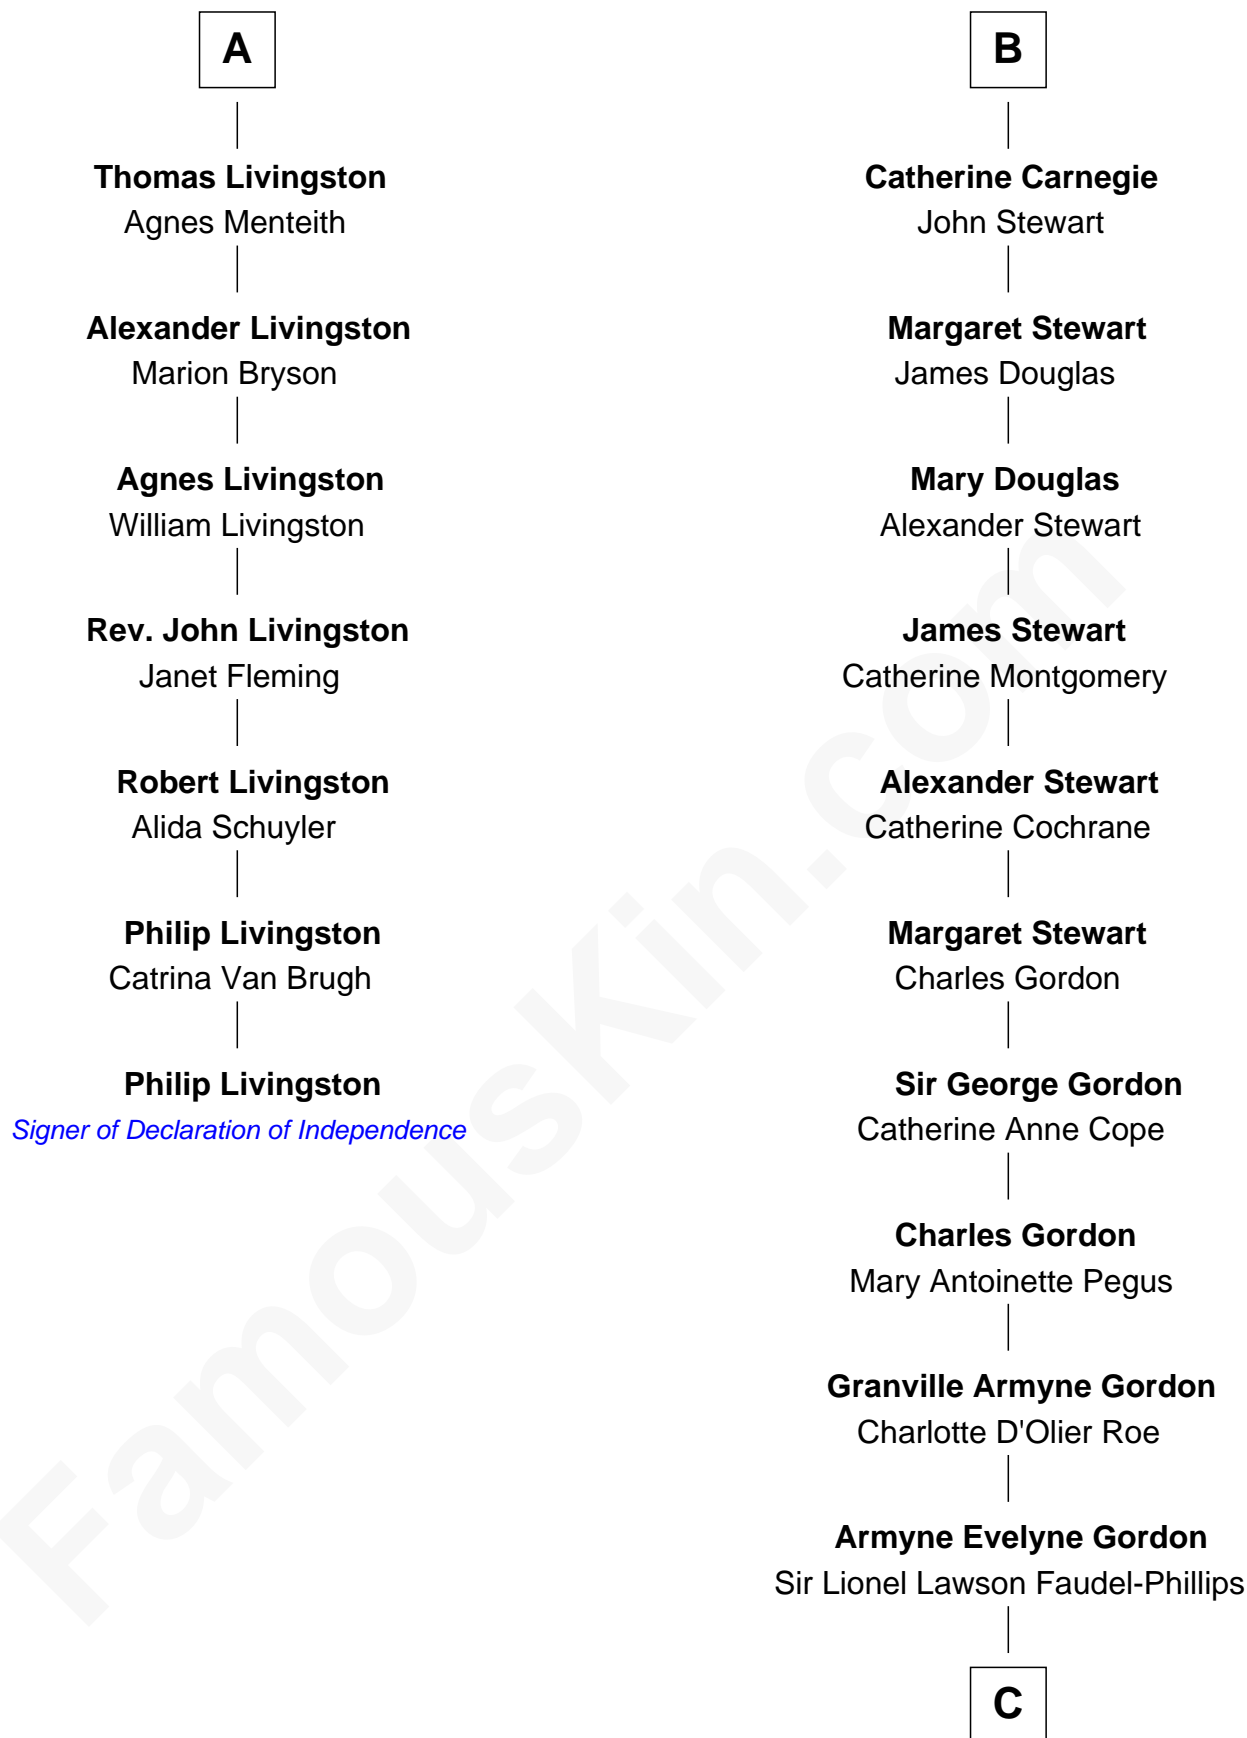 A
Thomas Livingston
Agnes Menteith
Alexander Livingston
Marion Bryson
Agnes Livingston
William Livingston
Rev. John Livingston
Janet Fleming
Robert Livingston
Alida Schuyler
Philip Livingston
Catrina Van Brugh
Philip Livingston
Signer of Declaration of Independence
B
Catherine Carnegie
John Stewart
Margaret Stewart
James Douglas
Mary Douglas
Alexander Stewart
James Stewart
Catherine Montgomery
Alexander Stewart
Catherine Cochrane
Margaret Stewart
Charles Gordon
Sir George Gordon
Catherine Anne Cope
Charles Gordon
Mary Antoinette Pegus
Granville Armyne Gordon
Charlotte D'Olier Roe
Armyne Evelyne Gordon
Sir Lionel Lawson Faudel-Phillips
C
FamousKin.com